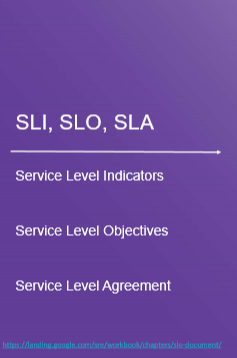 SLI, SLO, SLA
Service Level Indicators
Service Level Objectives
Service Level Agreement
https://landing.google.com/sre/workbook/chapters/slo-document/